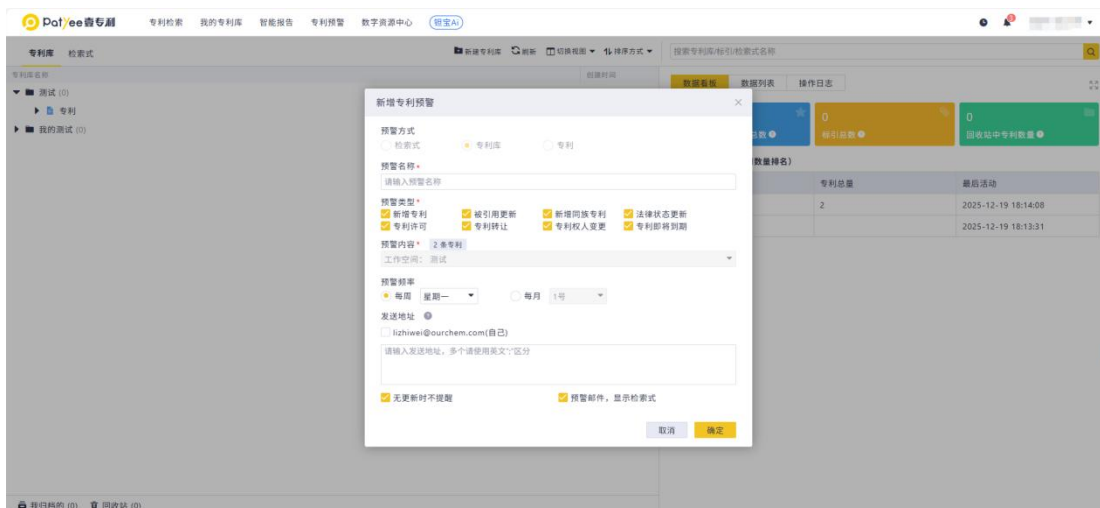 Patyee壹专利 专利检索 我的专利库 智能报告 专利预警 数字资源中心 钽宝Ai
专利库 检索式 新建专利库 刷新 切换视图 排序方式 搜索专利库/标引/检索式名称
专利库名称 创建时间
数据看板 数据列表 操作日志
测试 (0)
专利
我的测试 (0)
新增专利预警
预警方式
检索式 专利库 专利
预警名称*
请输入预警名称
预警类型*
新增专利 被引用更新 新增同族专利 法律状态更新
专利许可 专利转让 专利权人变更 专利即将到期
预警内容* 2 条专利
工作空间: 测试
预警频率
每周 星期一 每月 1号
发送地址
lizhiwei@ourchem.com(自己)
请输入发送地址,多个请使用英文";"区分
无更新时不提醒 预警邮件,显示检索式
取消 确定
总数
0
标引总数
0
回收站中专利数量
数量排名)
专利总量 最后活动
2 2025-12-19 18:14:08
2025-12-19 18:13:31
我归档的 (0) 回收站 (0)